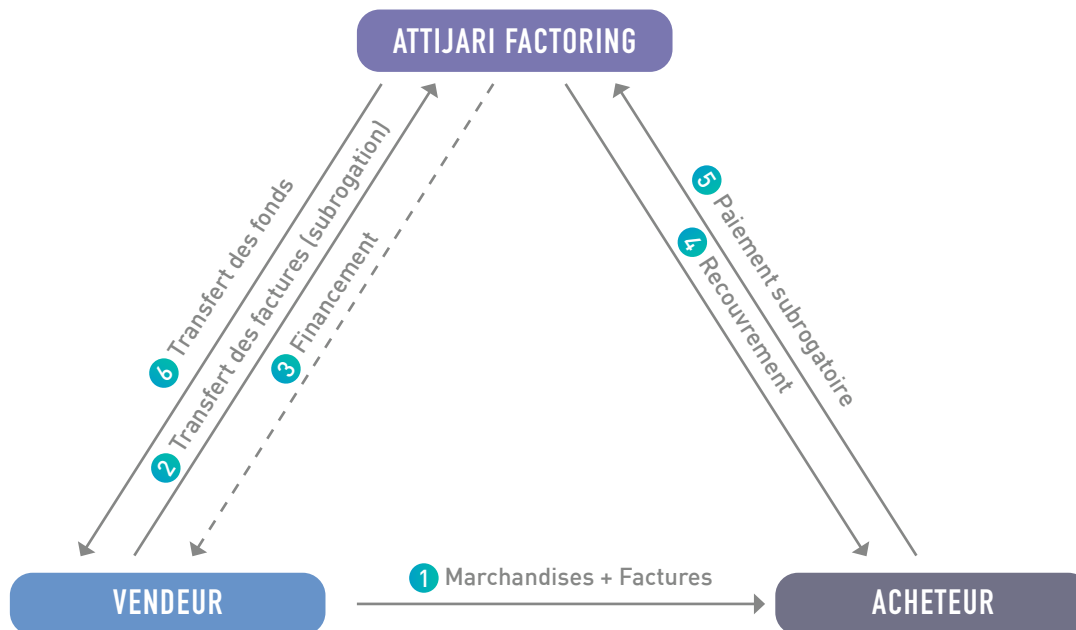 ATTIJARI FACTORING
6 Transfert des fonds
2 Transfert des factures (subrogation)
3 Financement
4 Recouvrement
5 Paiement subrogatoire
1 Marchandises + Factures
VENDEUR
ACHETEUR